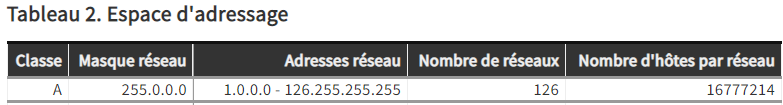 Tableau 2. Espace d'adressage
Classe Masque réseau Adresses réseau Nombre de réseaux Nombre d'hôtes par réseau
A 255.0.0.0 1.0.0.0 - 126.255.255.255 126 16777214